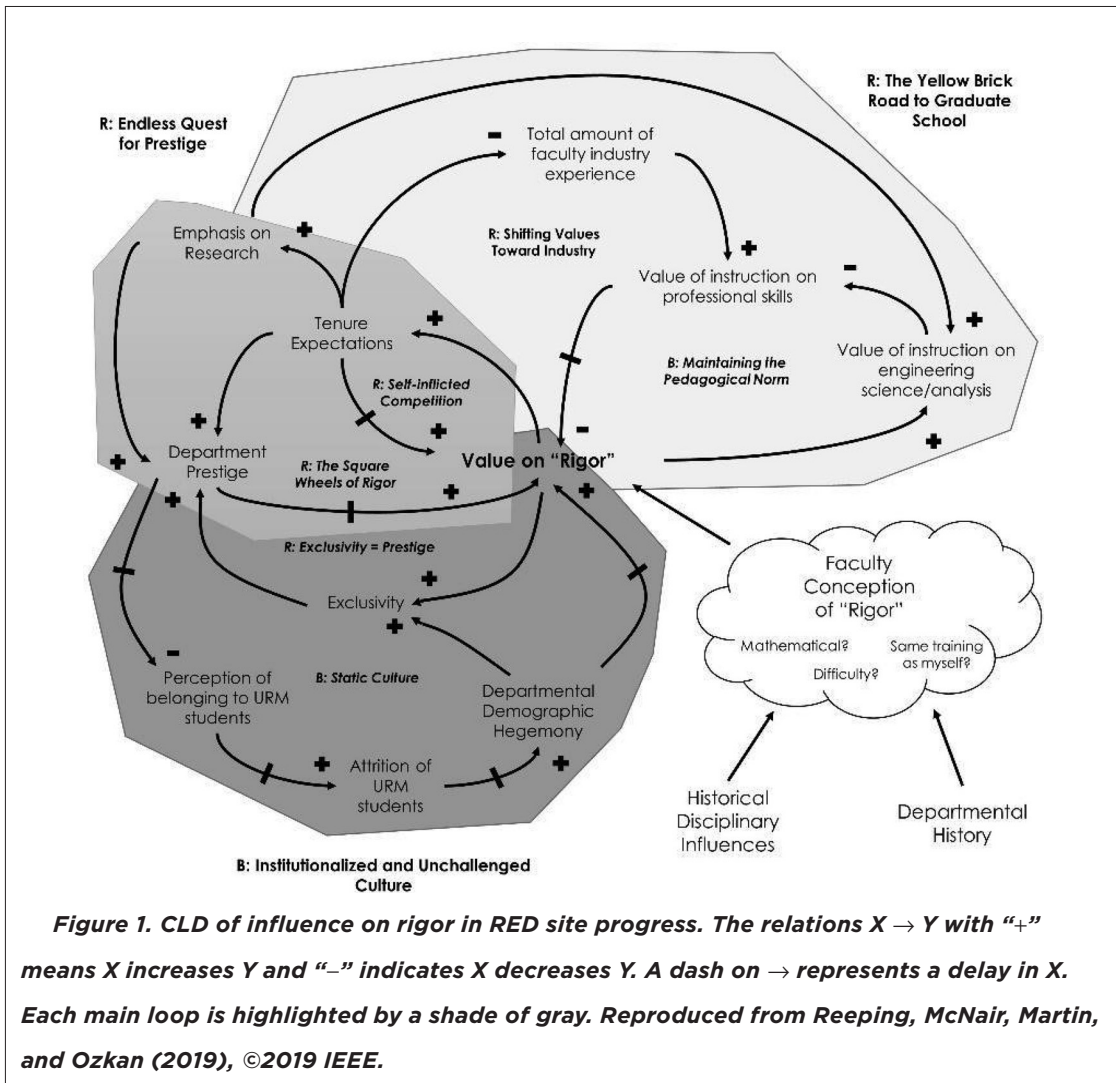 R: Endless Quest
for Prestige
R: The Yellow Brick
Road to Graduate
School
-
Total amount of
faculty industry
experience
+
Emphasis on
Research
R: Shifting Values
Toward Industry
+
-
Value of instruction on
professional skills
Tenure
Expectations
+
+
Value of instruction on
engineering
science/analysis
B: Maintaining the
Pedagogical Norm
R: Self-inflicted
Competition
+
+
-
+
Department
Prestige
Value on “Rigor”
+
+
R: The Square
Wheels of Rigor
+
+
R: Exclusivity = Prestige
+
Exclusivity
+
Faculty
Conception
of “Rigor”
Mathematical?
Same training
as myself?
Difficulty?
-
Perception of
belonging to URM
students
B: Static Culture
Departmental
Demographic
Hegemony
+
+
Attrition of
URM
students
Historical
Disciplinary
Influences
Departmental
History
B: Institutionalized and Unchallenged
Culture
Figure 1. CLD of influence on rigor in RED site progress. The relations X → Y with “+”
means X increases Y and “–” indicates X decreases Y. A dash on → represents a delay in X.
Each main loop is highlighted by a shade of gray. Reproduced from Reeping, McNair, Martin,
and Ozkan (2019), ©2019 IEEE.